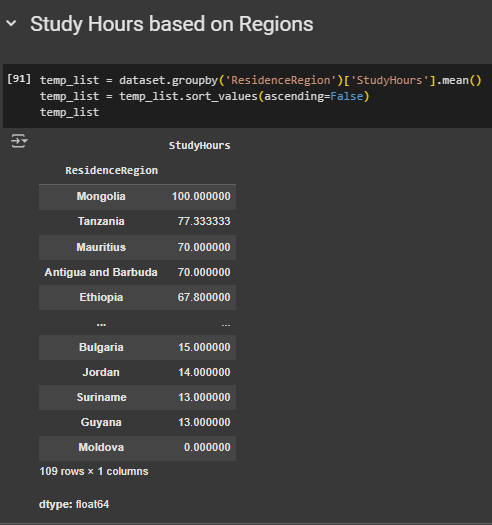 Study Hours based on Regions
[91] temp_list = dataset.groupby('ResidenceRegion')['StudyHours'].mean()
temp_list = temp_list.sort_values(ascending=False)
temp_list
StudyHours
ResidenceRegion
Mongolia 100.000000
Tanzania 77.333333
Mauritius 70.000000
Antigua and Barbuda 70.000000
Ethiopia 67.800000
... ...
Bulgaria 15.000000
Jordan 14.000000
Suriname 13.000000
Guyana 13.000000
Moldova 0.000000
109 rows × 1 columns
dtype: float64